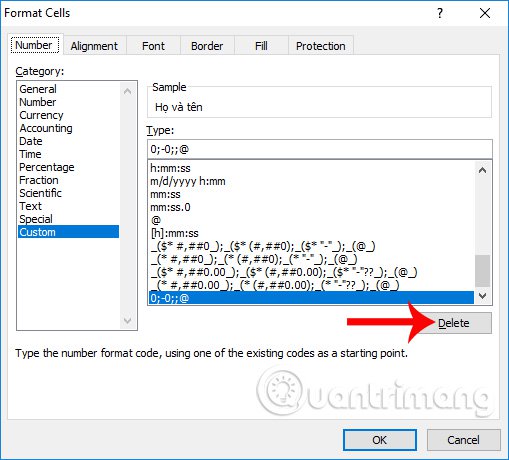 Format Cells
Number Alignment Font Border Fill Protection
Category:
General
Number
Currency
Accounting
Date
Time
Percentage
Fraction
Scientific
Text
Special
Custom
Sample
Họ và tên
Type:
0;-0;;@
h:mm:ss
m/d/yyyy h:mm
mm:ss
mm:ss.0
@
[h]:mm:ss
_($* #,##0_);_($* (#,##0);_($* "-"_);_(@_)
_(* #,##0_);_(* (#,##0);_(* "-"_);_(@_)
_($* #,##0.00_);_($* (#,##0.00);_($* "-"??_);_(@_)
_(* #,##0.00_);_(* (#,##0.00);_(* "-"??_);_(@_)
0;-0;;@
Delete
Type the number format code, using one of the existing codes as a starting point.
Quantrimang
OK Cancel